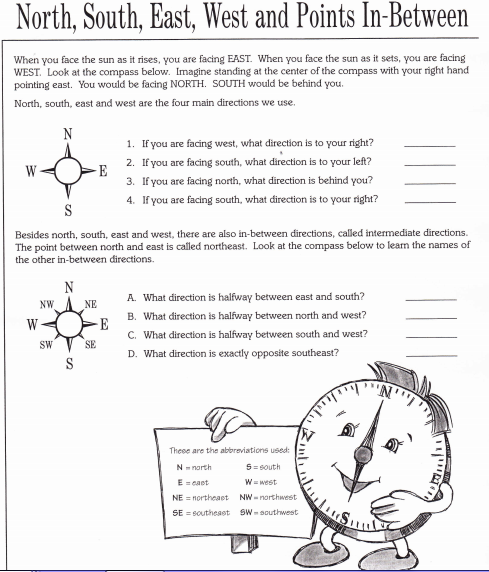 North, South, East, West and Points In-Between
When you face the sun as it rises, you are facing EAST. When you face the sun as it sets, you are facing
WEST. Look at the compass below. Imagine standing at the center of the compass with your right hand
pointing east. You would be facing NORTH. SOUTH would be behind you.
North, south, east and west are the four main directions we use.
N
W E
S
1. If you are facing west, what direction is to your right? ________
2. If you are facing south, what direction is to your left? ________
3. If you are facing north, what direction is behind you? ________
4. If you are facing south, what direction is to your right? ________
Besides north, south, east and west, there are also in-between directions, called intermediate directions.
The point between north and east is called northeast. Look at the compass below to learn the names of
the other in-between directions.
N
NW NE
W E
SW SE
S
A. What direction is halfway between east and south? ________
B. What direction is halfway between north and west? ________
C. What direction is halfway between south and west? ________
D. What direction is exactly opposite southeast? ________
These are the abbreviations used:
N = north S = south
E = east W = west
NE = northeast NW = northwest
SE = southeast SW = southwest
N
W
E
S